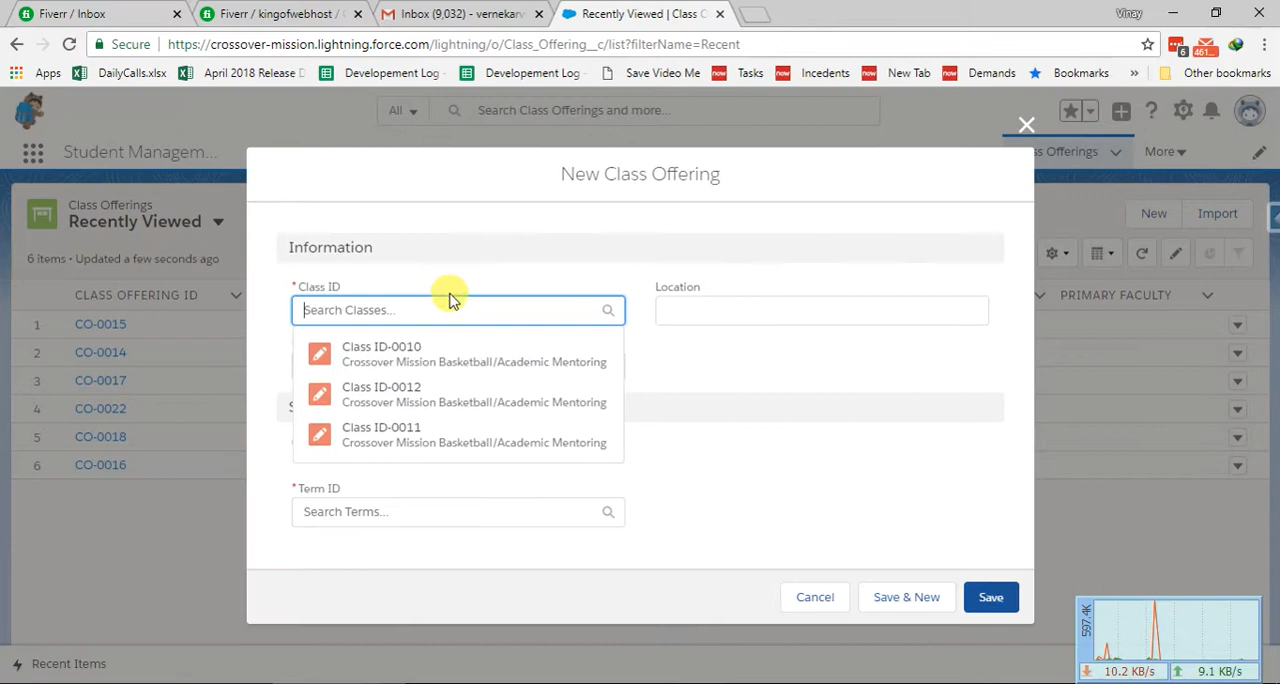 Fiverr / Inbox
Fiverr / kingofwebhost /
Inbox (9,032) - vernekar
Recently Viewed | Class
Vinay
Secure
https://crossover-mission.lightning.force.com/lightning/o/Class_Offering__c/list?filterName=Recent
6
461...
Apps
DailyCalls.xlsx
April 2018 Release
Developement Log
Developement Log
Save Video Me
now
Tasks
now
Incedents
now
New Tab
now
Demands
Bookmarks
»
Other bookmarks
All
Search Class Offerings and more...
Student Managem...
ss Offerings
More
New Class Offering
Class Offerings
Recently Viewed
New
Import
6 items • Updated a few seconds ago
Information
CLASS OFFERING ID
PRIMARY FACULTY
* Class ID
Location
Search Classes...
1 CO-0015
2 CO-0014
3 CO-0017
4 CO-0022
5 CO-0018
6 CO-0016
Class ID-0010
Crossover Mission Basketball/Academic Mentoring
Class ID-0012
Crossover Mission Basketball/Academic Mentoring
Class ID-0011
Crossover Mission Basketball/Academic Mentoring
* Term ID
Search Terms...
Cancel
Save & New
Save
597.4K
10.2 KB/s
9.1 KB/s
Recent Items